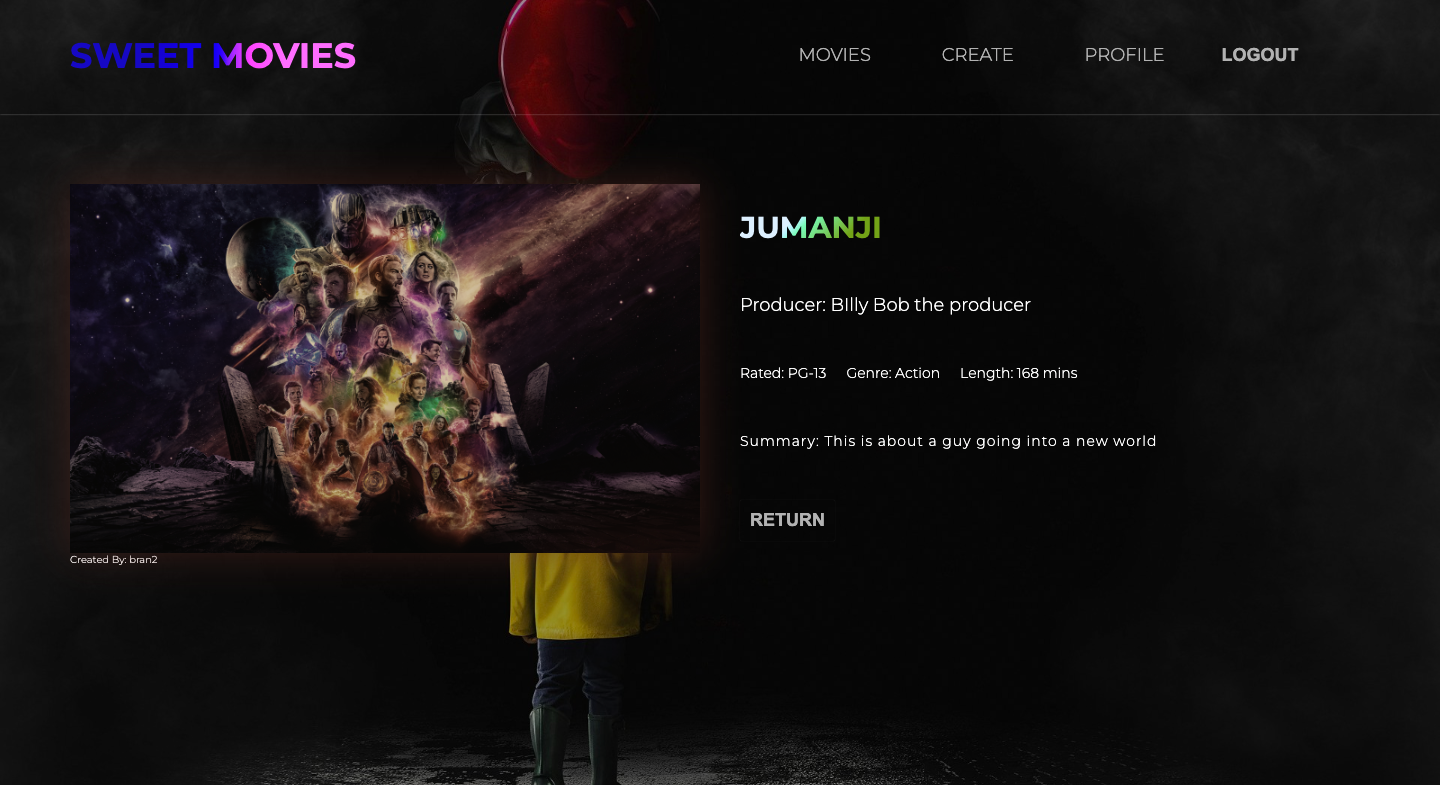 SWEET MOVIES
MOVIES CREATE PROFILE LOGOUT
JUMANJI
Producer: BIlly Bob the producer
Rated: PG-13 Genre: Action Length: 168 mins
Summary: This is about a guy going into a new world
RETURN
Created By: bran2